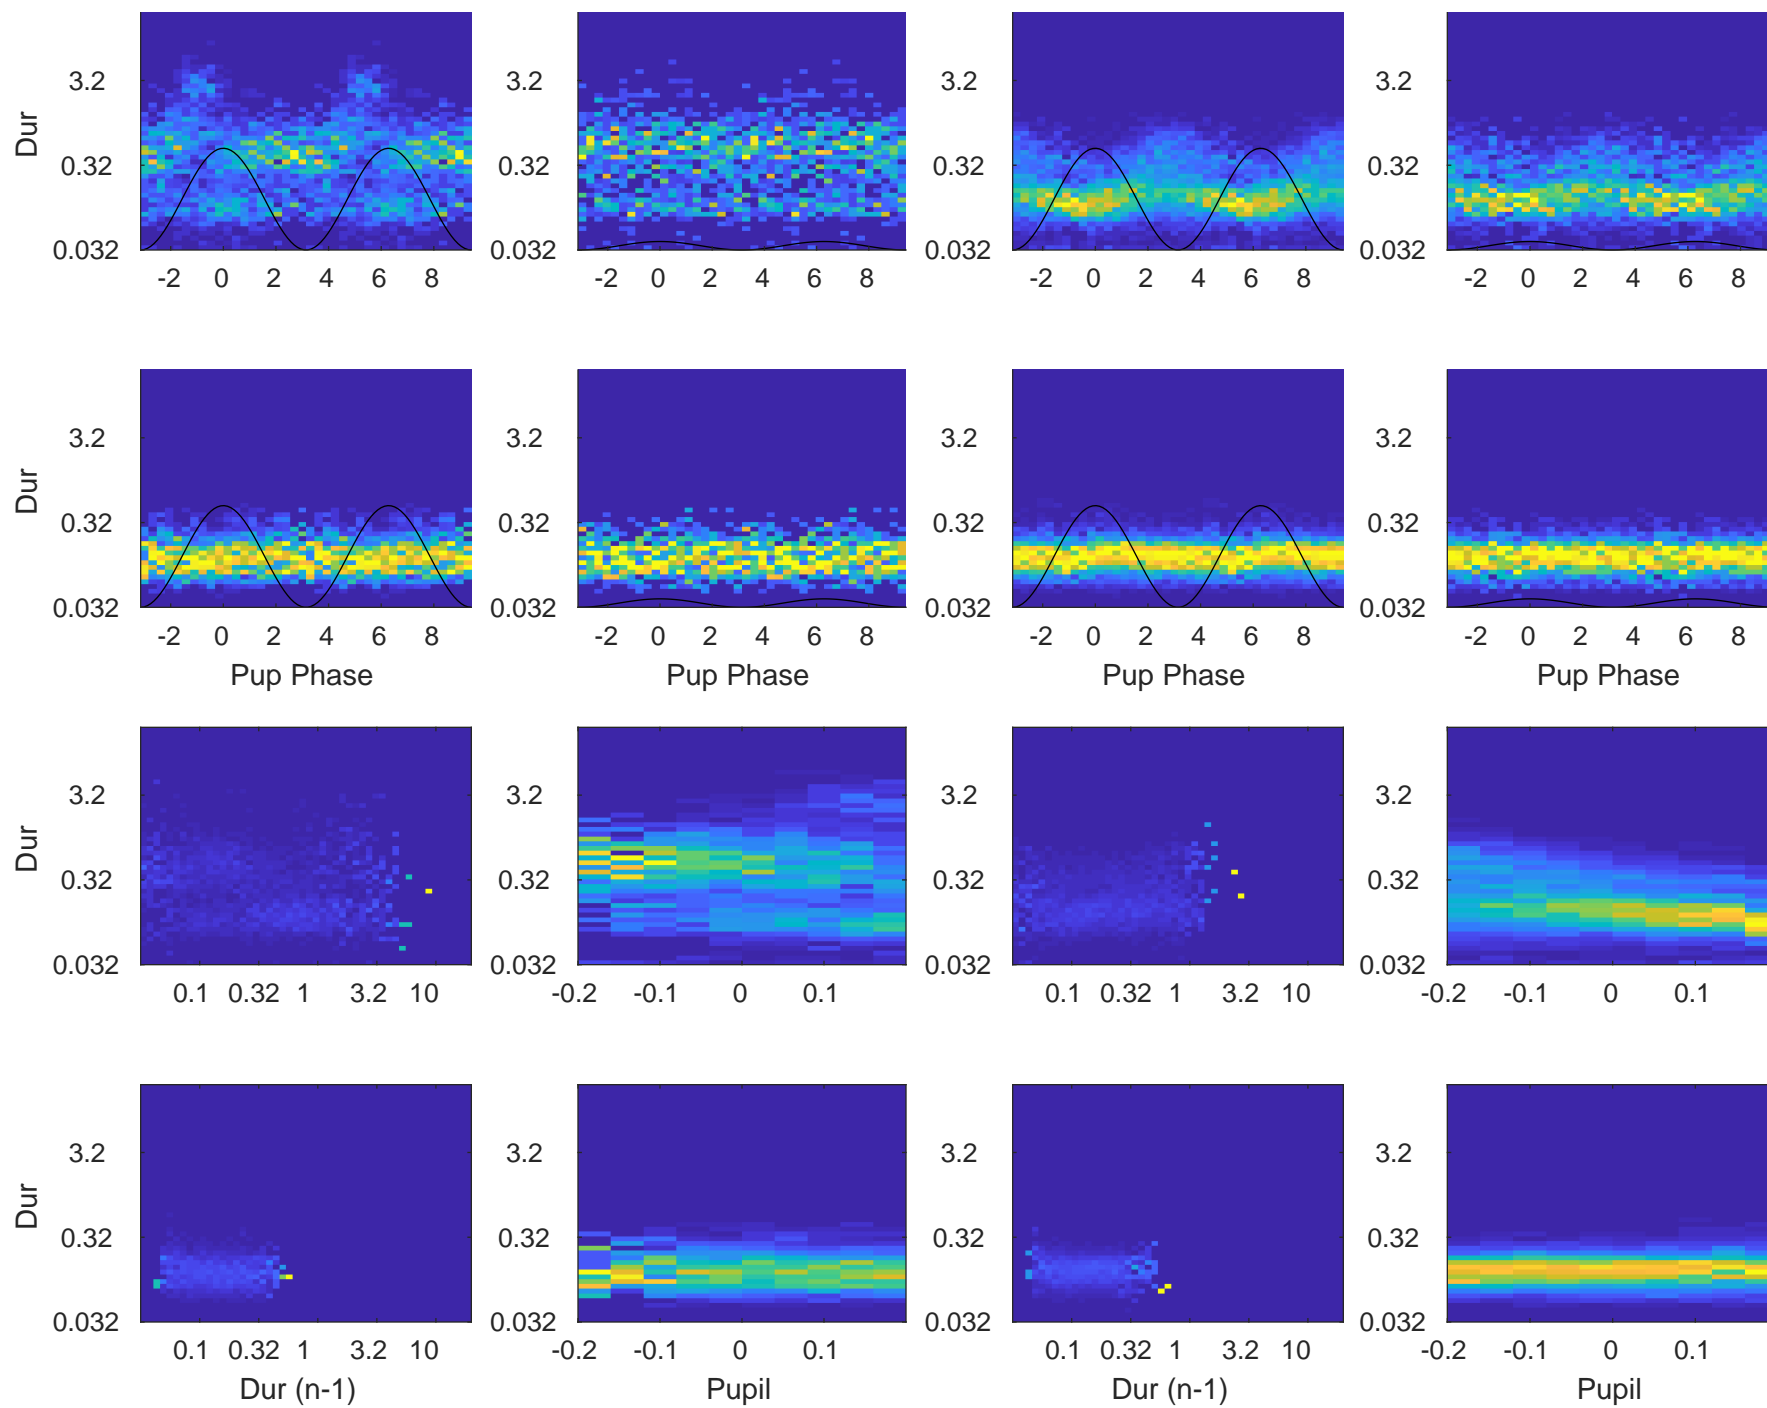 3.2 3.2 3.2 3.2
Dur
0.32 0.32 0.32 0.32
0.032 0.032 0.032 0.032
-2 0 2 4 6 8 -2 0 2 4 6 8 -2 0 2 4 6 8 -2 0 2 4 6 8
3.2 3.2 3.2 3.2
Dur
0.32 0.32 0.32 0.32
0.032 0.032 0.032 0.032
-2 0 2 4 6 8 -2 0 2 4 6 8 -2 0 2 4 6 8 -2 0 2 4 6 8
Pup Phase Pup Phase Pup Phase Pup Phase
3.2 3.2 3.2 3.2
Dur
0.32 0.32 0.32 0.32
0.032 0.032 0.032 0.032
0.1 0.32 1 3.2 10 -0.2 -0.1 0 0.1 0.1 0.32 1 3.2 10 -0.2 -0.1 0 0.1
3.2 3.2 3.2 3.2
Dur
0.32 0.32 0.32 0.32
0.032 0.032 0.032 0.032
0.1 0.32 1 3.2 10 -0.2 -0.1 0 0.1 0.1 0.32 1 3.2 10 -0.2 -0.1 0 0.1
Dur (n-1) Pupil Dur (n-1) Pupil